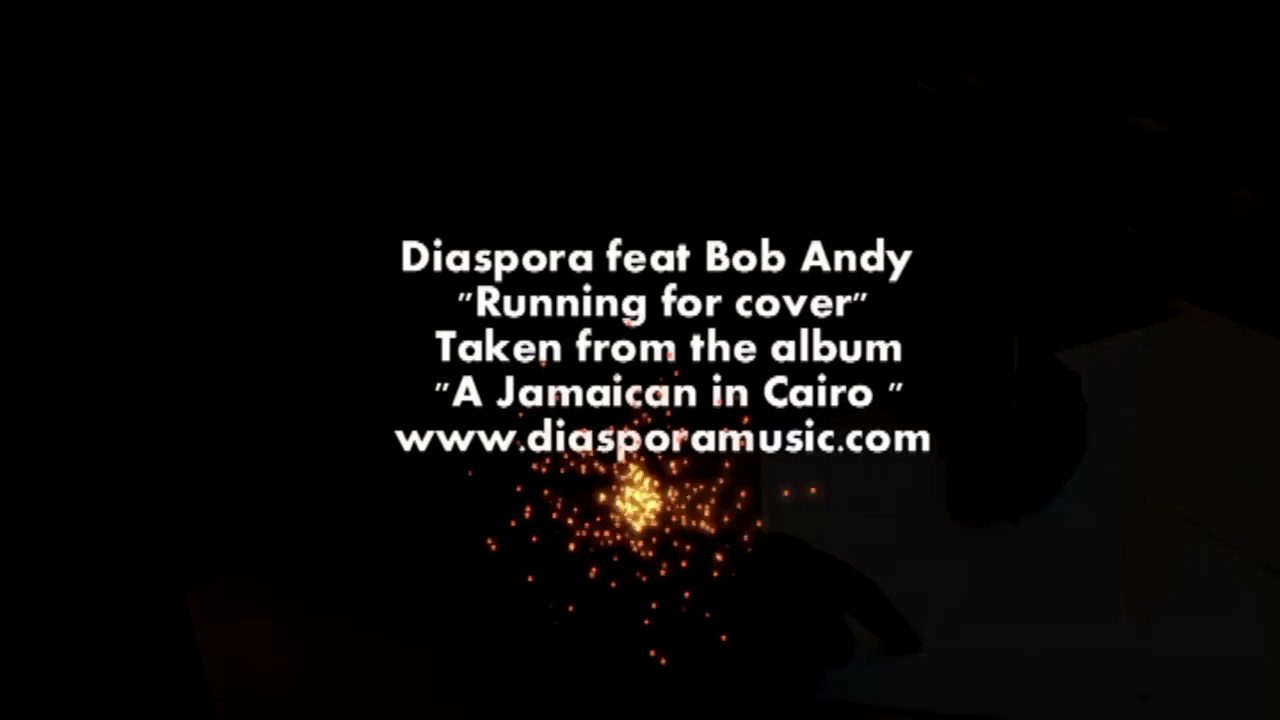 Diaspora feat Bob Andy
"Running for cover"
Taken from the album
"A Jamaican in Cairo "
www.diasporamusic.com